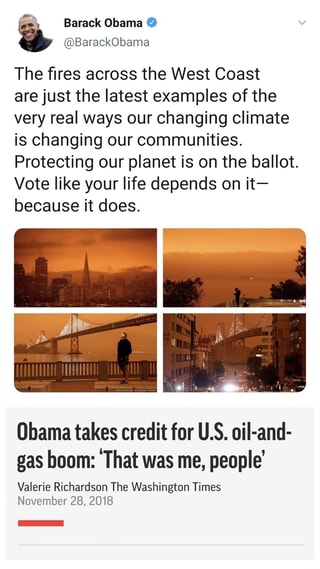 Barack Obama
@BarackObama
The fires across the West Coast
are just the latest examples of the
very real ways our changing climate
is changing our communities.
Protecting our planet is on the ballot.
Vote like your life depends on it—
because it does.
Obama takes credit for U.S. oil-and-
gas boom: ‘That was me, people’
Valerie Richardson The Washington Times
November 28, 2018